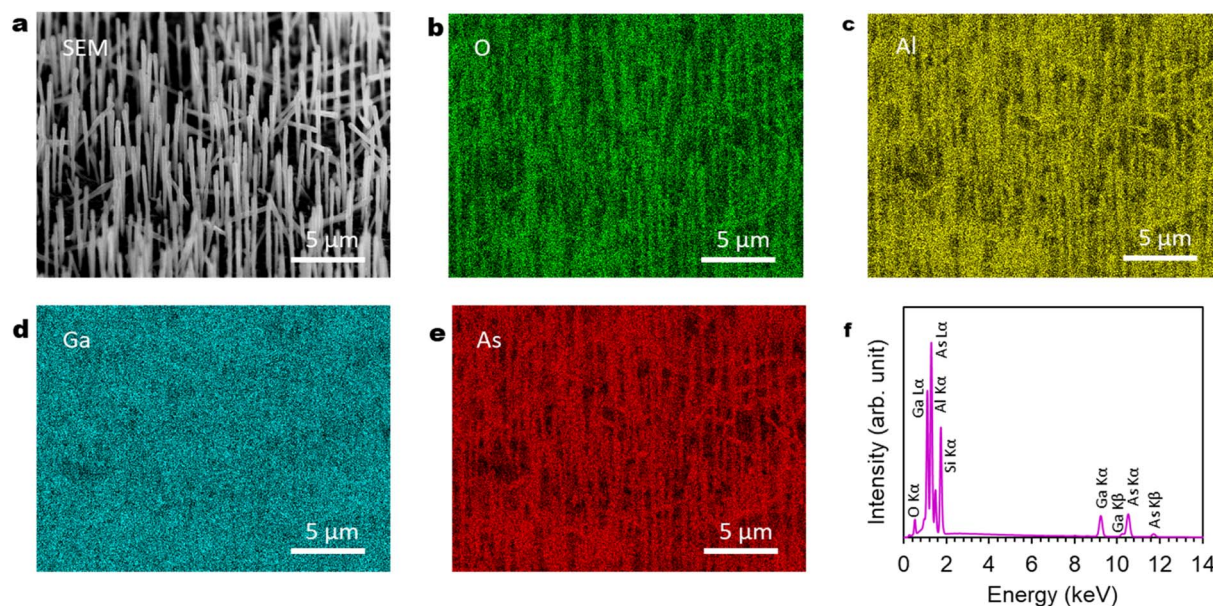 a
SEM
5 µm
b
O
5 µm
c
Al
5 µm
d
Ga
5 µm
e
As
5 µm
f
Intensity (arb. unit)
O Kα
Ga Lα
As Lα
Al Kα
Si Kα
Ga Kα
Ga Kβ
As Kα
As Kβ
0 2 4 6 8 10 12 14
Energy (keV)